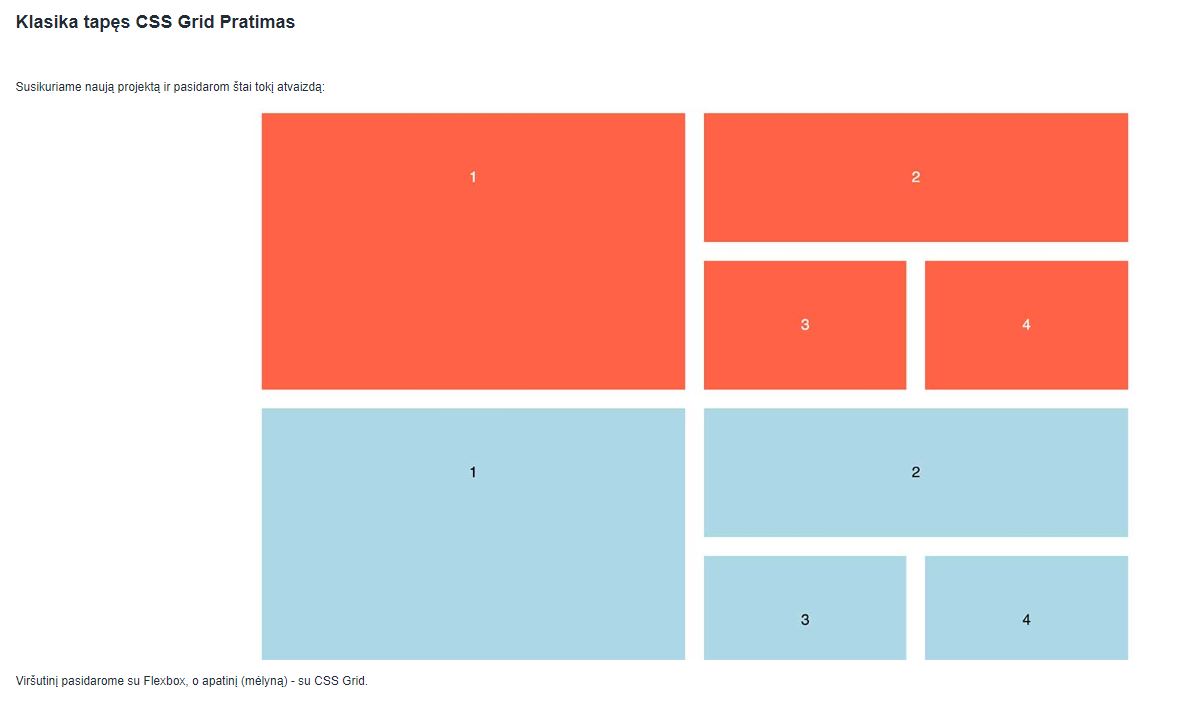 Klasika tapęs CSS Grid Pratimas
Susikuriame naują projektą ir pasidarom štai tokį atvaizdą:
1
2
3
4
1
2
3
4
Viršutinį pasidarome su Flexbox, o apatinį (mėlyną) - su CSS Grid.